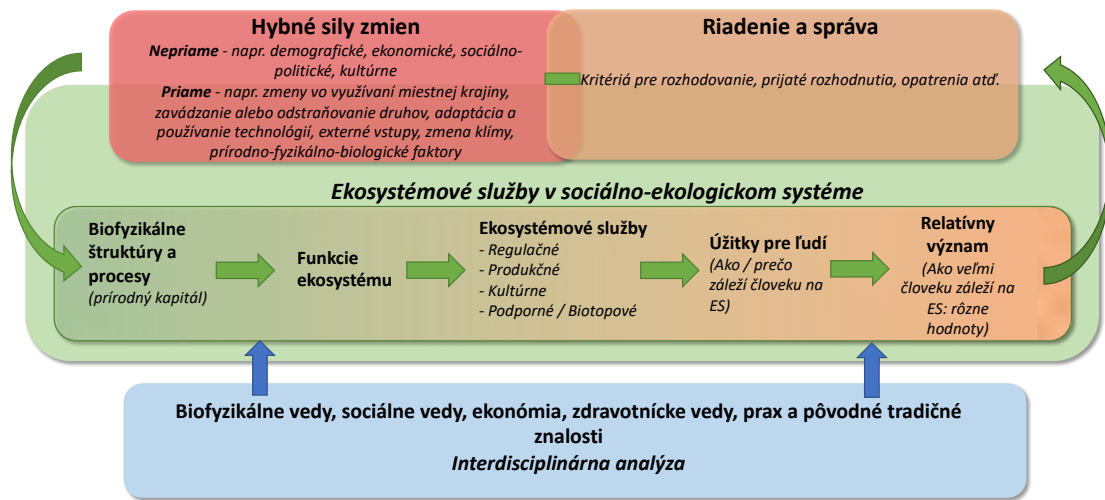 Hybné sily zmien
Nepriame - napr. demografické, ekonomické, sociálno-
politické, kultúrne
Priame - napr. zmeny vo využívaní miestnej krajiny,
zavádzanie alebo odstraňovanie druhov, adaptácia a
používanie technológií, externé vstupy, zmena klímy,
prírodno-fyzikálno-biologické faktory
Riadenie a správa
Kritériá pre rozhodovanie, prijaté rozhodnutia, opatrenia atď.
Ekosystémové služby v sociálno-ekologickom systéme
Biofyzikálne
štruktúry a
procesy
(prírodný kapitál)
Funkcie
ekosystému
Ekosystémové služby
- Regulačné
- Produkčné
- Kultúrne
- Podporné / Biotopové
Úžitky pre ľudí
(Ako / prečo
záleží človeku na
ES)
Relatívny
význam
(Ako veľmi
človeku záleží na
ES: rôzne
hodnoty)
Biofyzikálne vedy, sociálne vedy, ekonómia, zdravotnícke vedy, prax a pôvodné tradičné
znalosti
Interdisciplinárna analýza